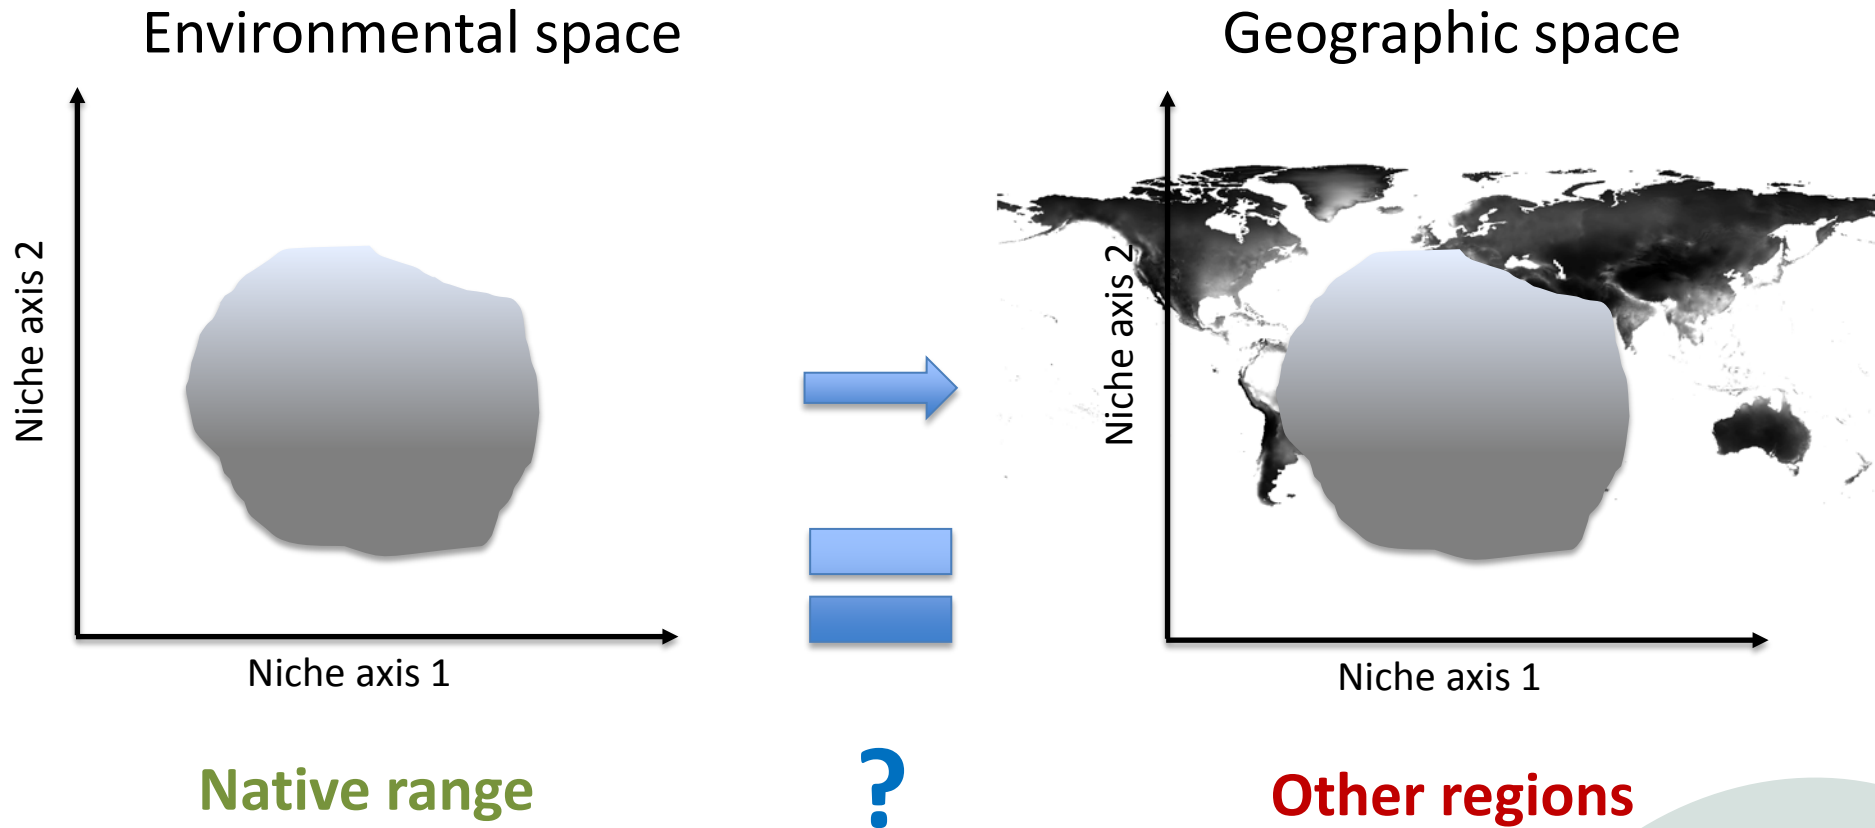 Environmental space
Geographic space
Niche axis 2
Niche axis 2
Niche axis 1
Niche axis 1
Native range
?
Other regions